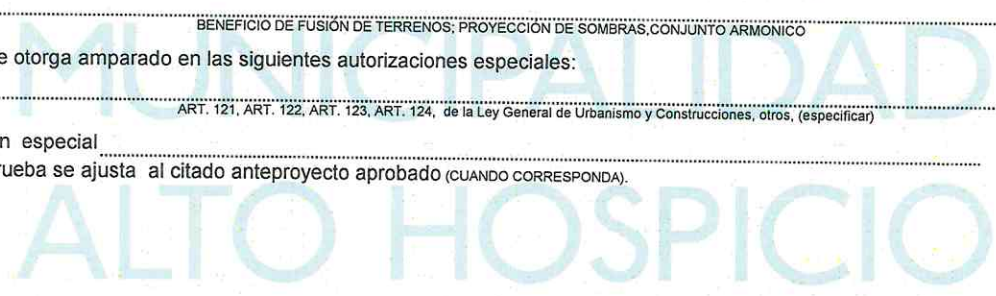 BENEFICIO DE FUSIÓN DE TERRENOS; PROYECCIÓN DE SOMBRAS,CONJUNTO ARMONICO
MUNICIPALIDAD
e otorga amparado en las siguientes autorizaciones especiales:
ART. 121, ART. 122, ART. 123, ART. 124, de la Ley General de Urbanismo y Construcciones, otros, (especificar)
n especial
rueba se ajusta al citado anteproyecto aprobado (CUANDO CORRESPONDA).
ALTO HOSPICIO